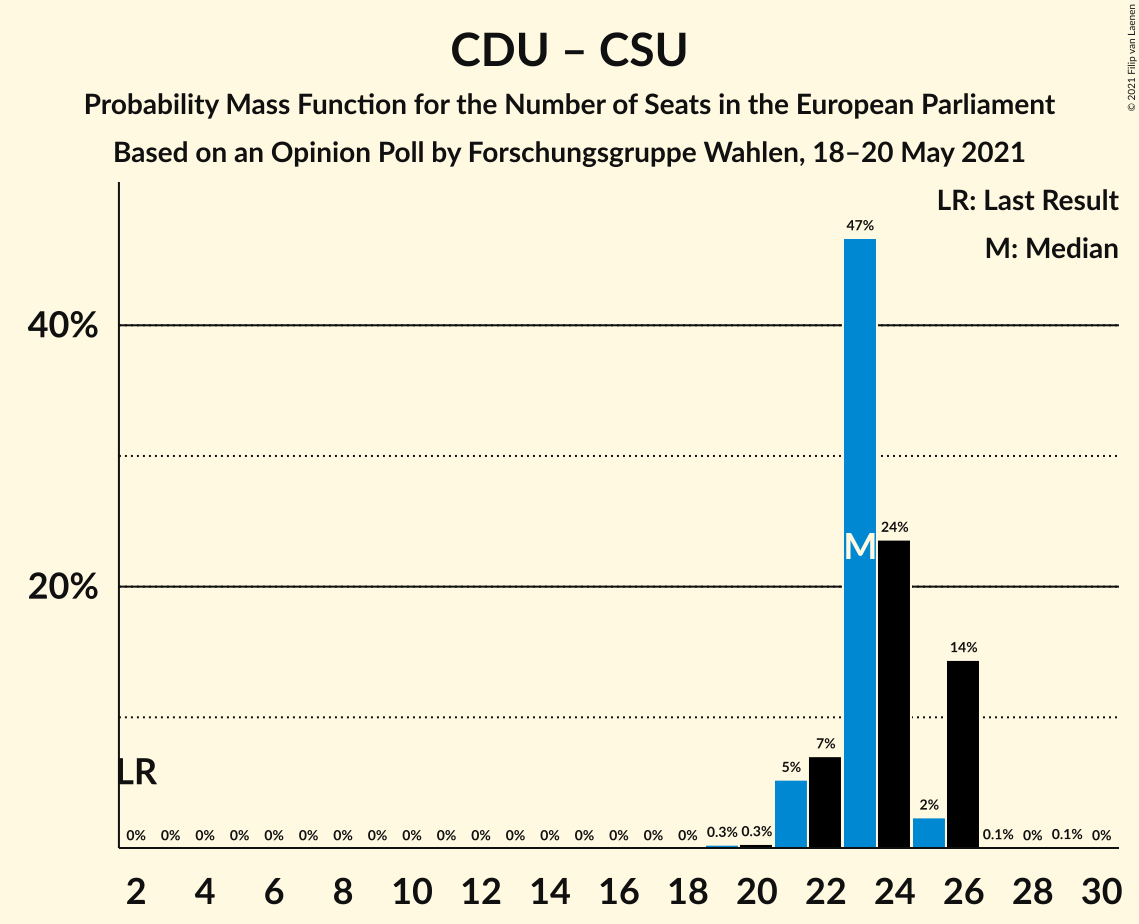 CDU – CSU
Probability Mass Function for the Number of Seats in the European Parliament
Based on an Opinion Poll by Forschungsgruppe Wahlen, 18–20 May 2021
© 2021 Filip van Laenen
LR: Last Result
M: Median
47%
40%
M
24%
20%
14%
7%
5%
LR
2%
0% 0% 0% 0% 0% 0% 0% 0% 0% 0% 0% 0% 0% 0% 0% 0% 0% 0.3% 0.3% 0.1% 0% 0.1% 0%
2 4 6 8 10 12 14 16 18 20 22 24 26 28 30